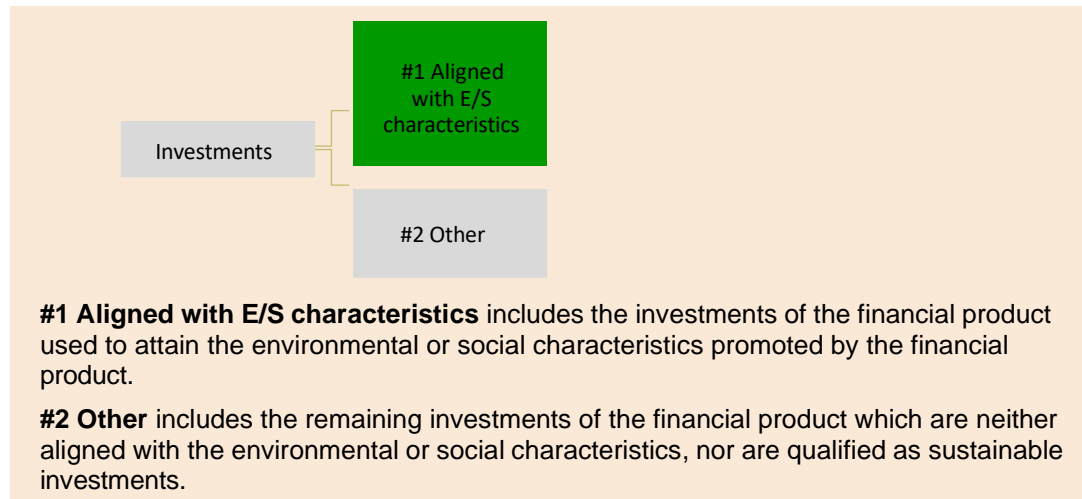 #1 Aligned
with E/S
characteristics
Investments
#2 Other
#1 Aligned with E/S characteristics includes the investments of the financial product
used to attain the environmental or social characteristics promoted by the financial
product.
#2 Other includes the remaining investments of the financial product which are neither
aligned with the environmental or social characteristics, nor are qualified as sustainable
investments.